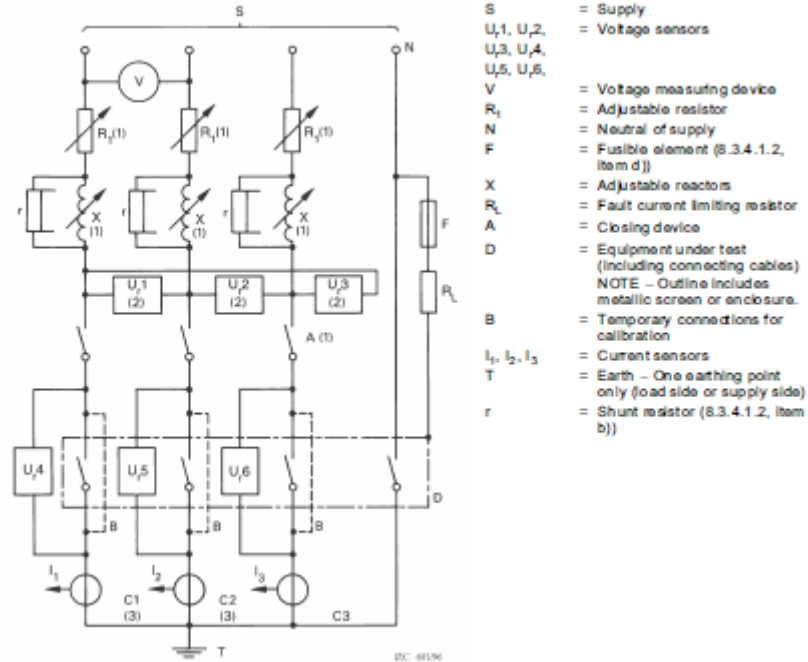 S
N
V
R₁(1)
R₁(1)
R₁(1)
r
X
(1)
r
X
(1)
r
X
(1)
F
Uᵣ1
(2)
Uᵣ2
(2)
Uᵣ3
(2)
R_L
A (1)
Uᵣ4
Uᵣ5
Uᵣ6
D
B
B
B
I₁
I₂
I₃
C1
(3)
C2
(3)
C3
T
S = Supply
Uᵣ1, Uᵣ2, = Voltage sensors
Uᵣ3, Uᵣ4,
Uᵣ5, Uᵣ6,
V = Voltage measuring device
R₁ = Adjustable resistor
N = Neutral of supply
F = Fusible element (8.3.4.1.2,
item d))
X = Adjustable reactors
R_L = Fault current limiting resistor
A = Closing device
D = Equipment under test
(including connecting cables)
NOTE – Outline includes
metallic screen or enclosure.
B = Temporary connections for
calibration
I₁, I₂, I₃ = Current sensors
T = Earth – One earthing point
only (load side or supply side)
r = Shunt resistor (8.3.4.1.2, item
b))